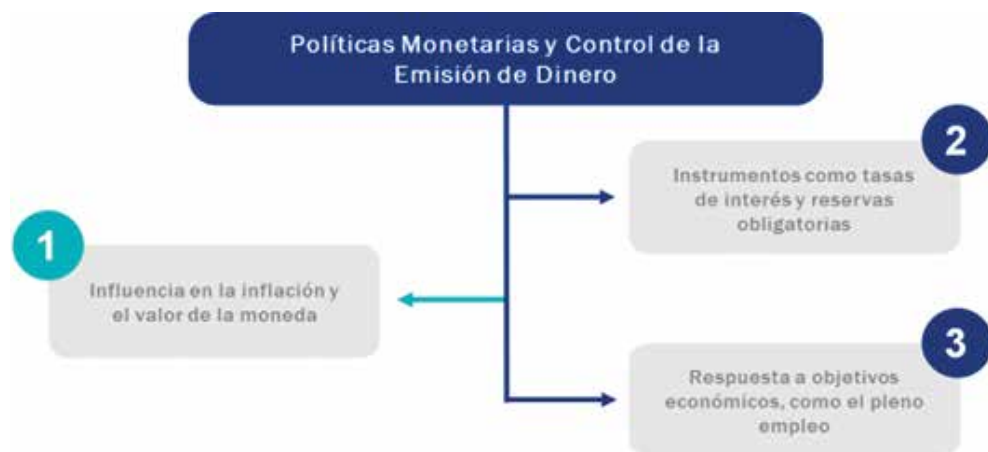 Políticas Monetarias y Control de la
Emisión de Dinero
1
Influencia en la inflación y
el valor de la moneda
2
Instrumentos como tasas
de interés y reservas
obligatorias
3
Respuesta a objetivos
económicos, como el pleno
empleo